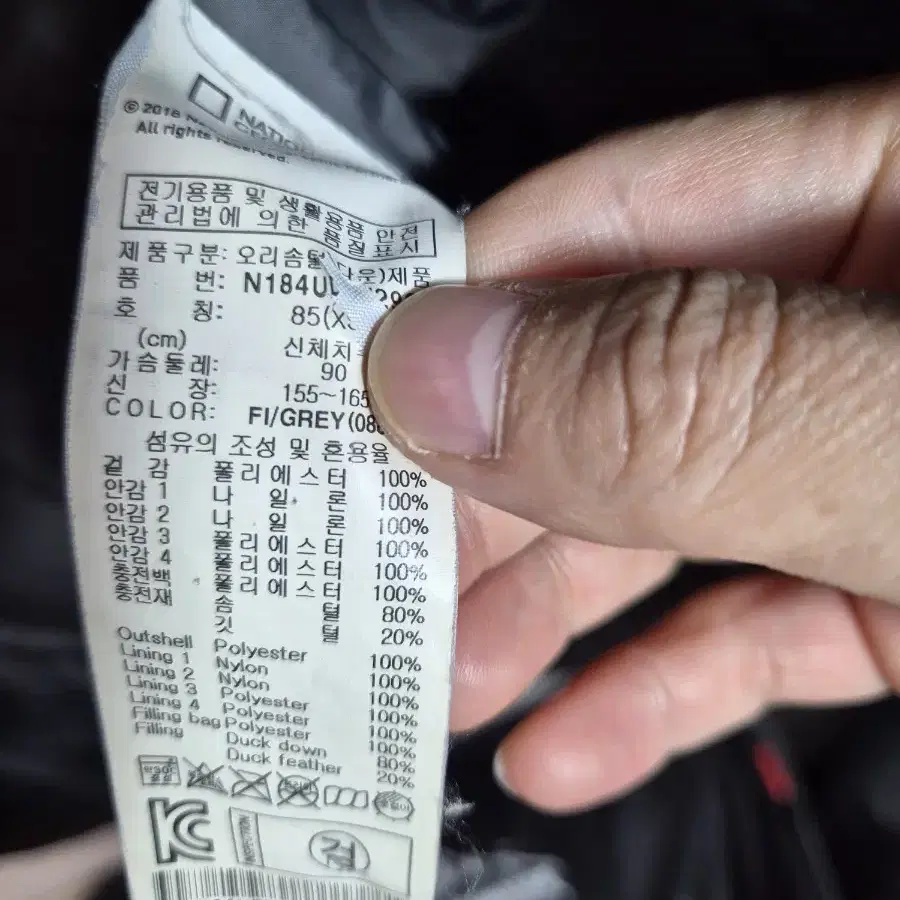 © 2018
All rights reserved.
전기용품 및 생활용품 안전
관리법에 의한 품질표시
제품구분: 오리솜털 다운)제품
품 번: N184U
호 칭: 85(X
(cm) 신체치
가슴둘레: 90
신 장: 155~165
COLOR: FI/GREY(08
섬유의 조성 및 혼용율
겉 감 폴리에스터 100%
안감 1 나 일 론 100%
안감 2 나 일 론 100%
안감 3 폴리에스터 100%
안감 4 폴리에스터 100%
충전백 폴리에스터 100%
충전재 솜 털 80%
깃 털 20%
Outshell Polyester 100%
Lining 1 Nylon 100%
Lining 2 Nylon 100%
Lining 3 Polyester 100%
Lining 4 Polyester 100%
Filling bag Polyester 100%
Filling Duck down 80%
Duck feather 20%
KC
INSPECTION
검